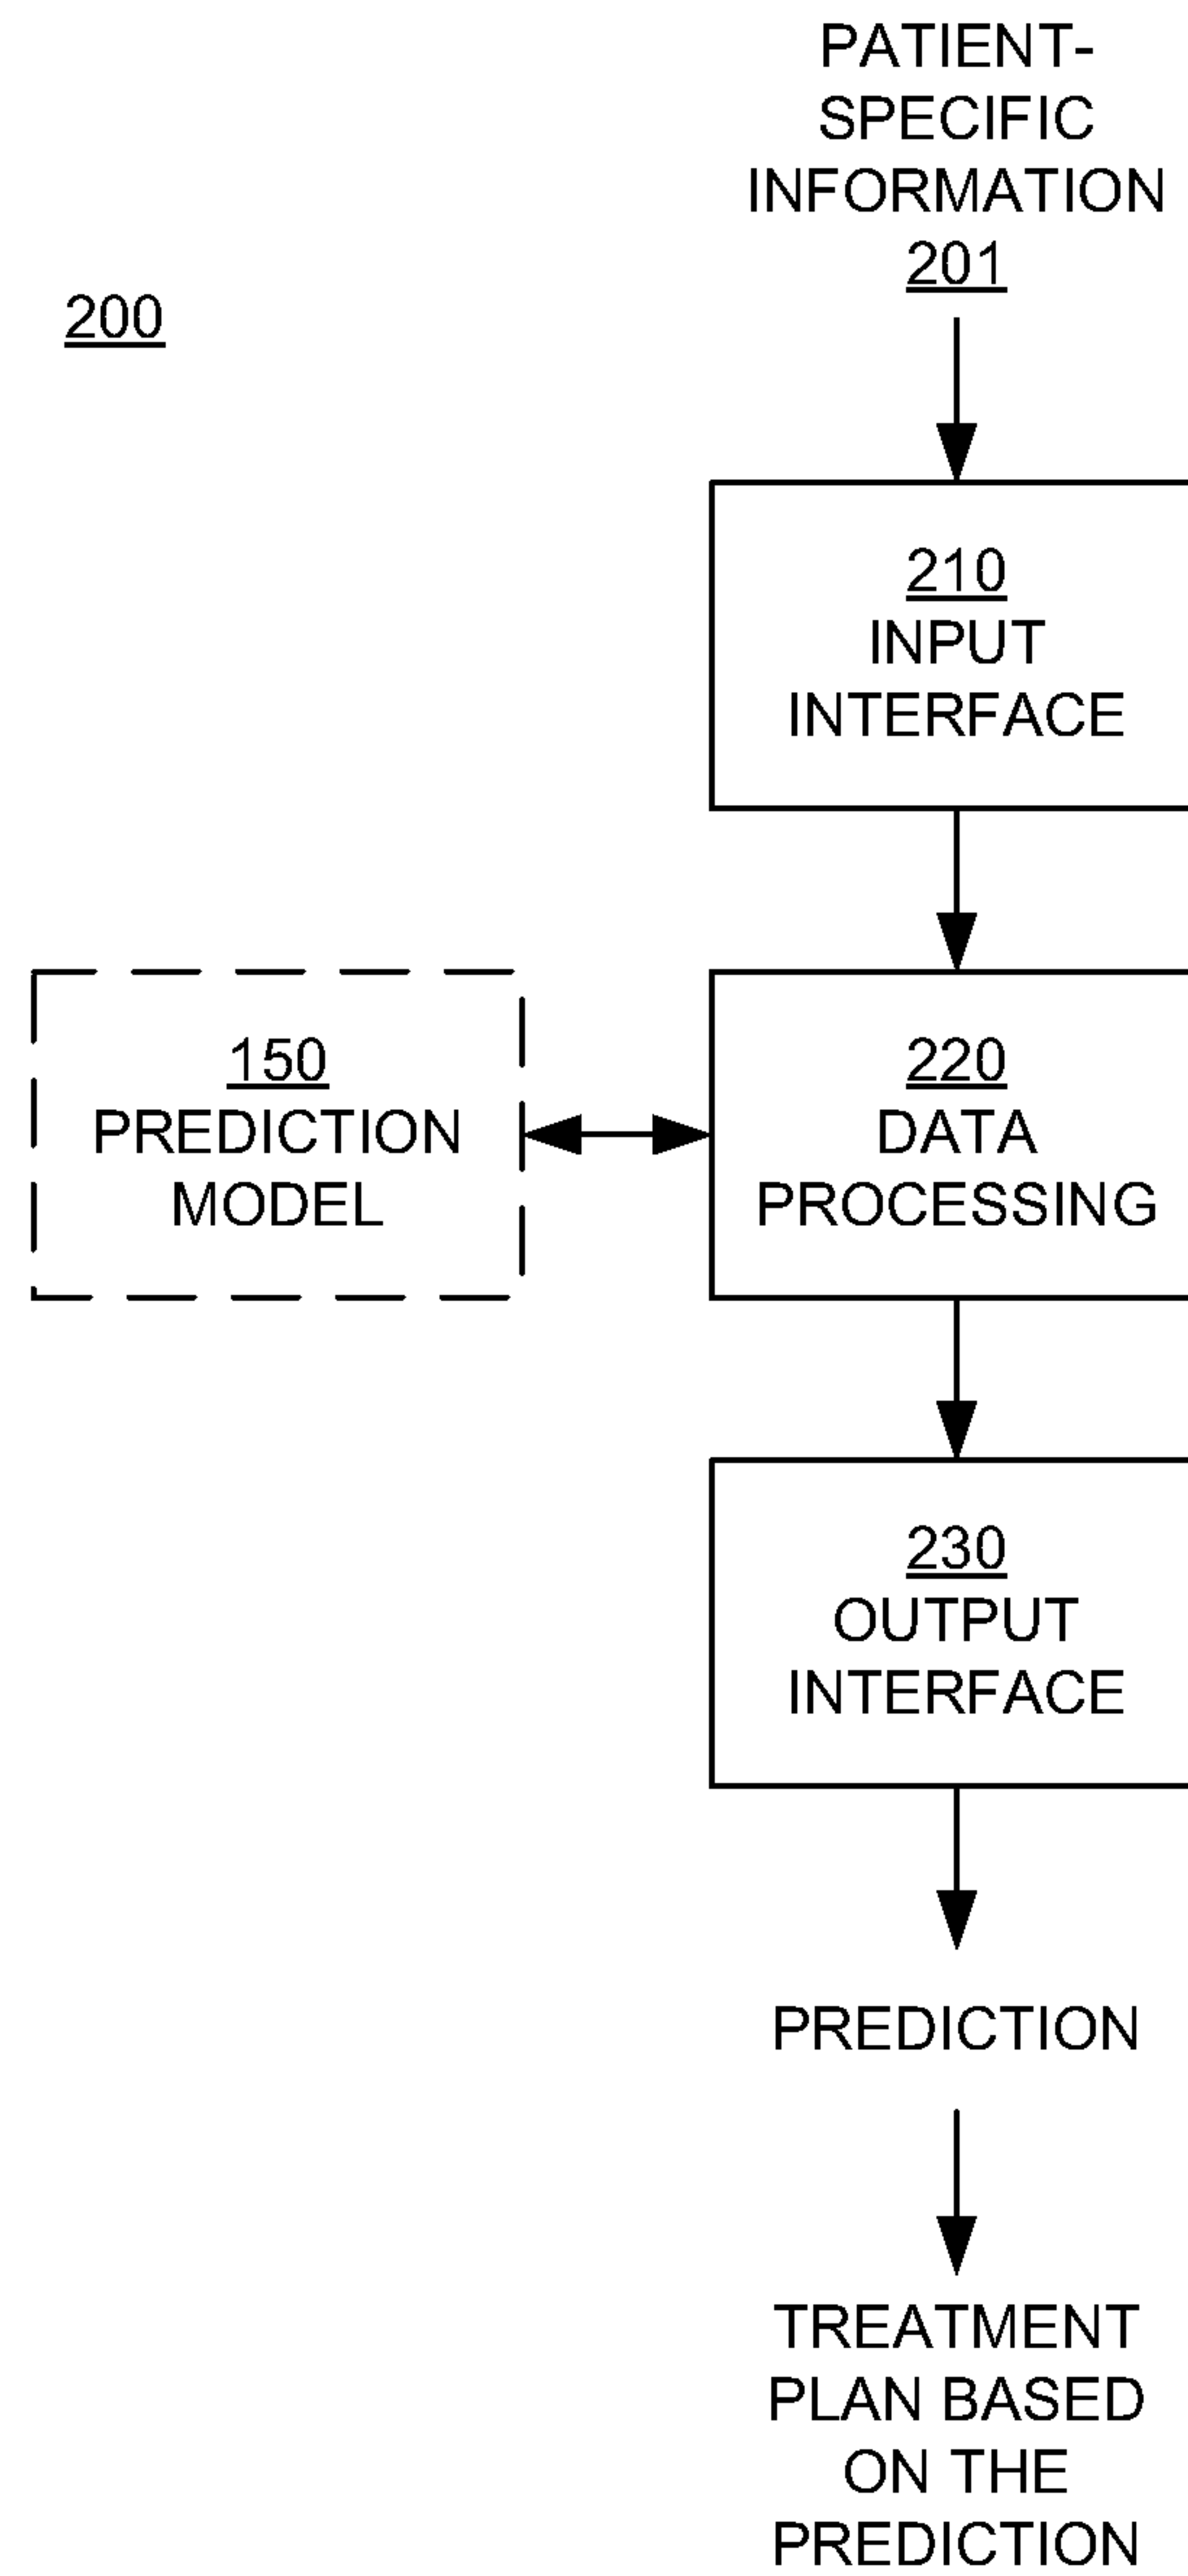 PATIENT-
SPECIFIC
INFORMATION
201
200
210
INPUT
INTERFACE
150
PREDICTION
MODEL
220
DATA
PROCESSING
230
OUTPUT
INTERFACE
PREDICTION
TREATMENT
PLAN BASED
ON THE
PREDICTION